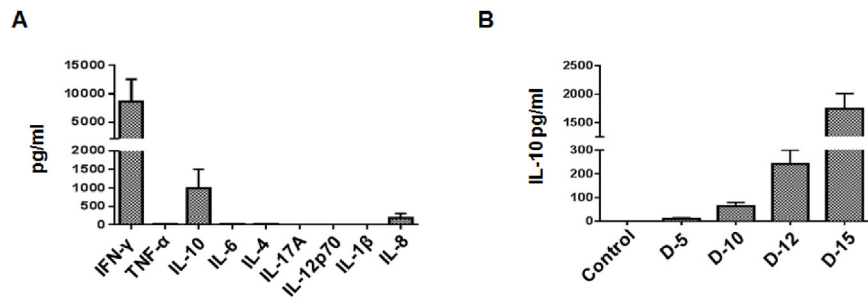 A
pg/ml
15000
10000
5000
2000
1500
1000
500
0
IFN-γ
TNF-α
IL-10
IL-6
IL-4
IL-17A
IL-12p70
IL-1β
IL-8
B
IL-10 pg/ml
2500
1500
300
200
100
0
Control
D-5
D-10
D-12
D-15